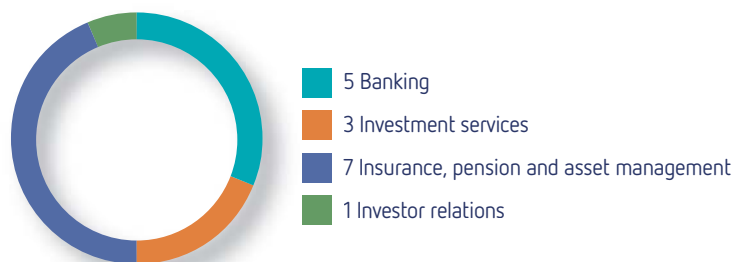 5 Banking
3 Investment services
7 Insurance, pension and asset management
1 Investor relations